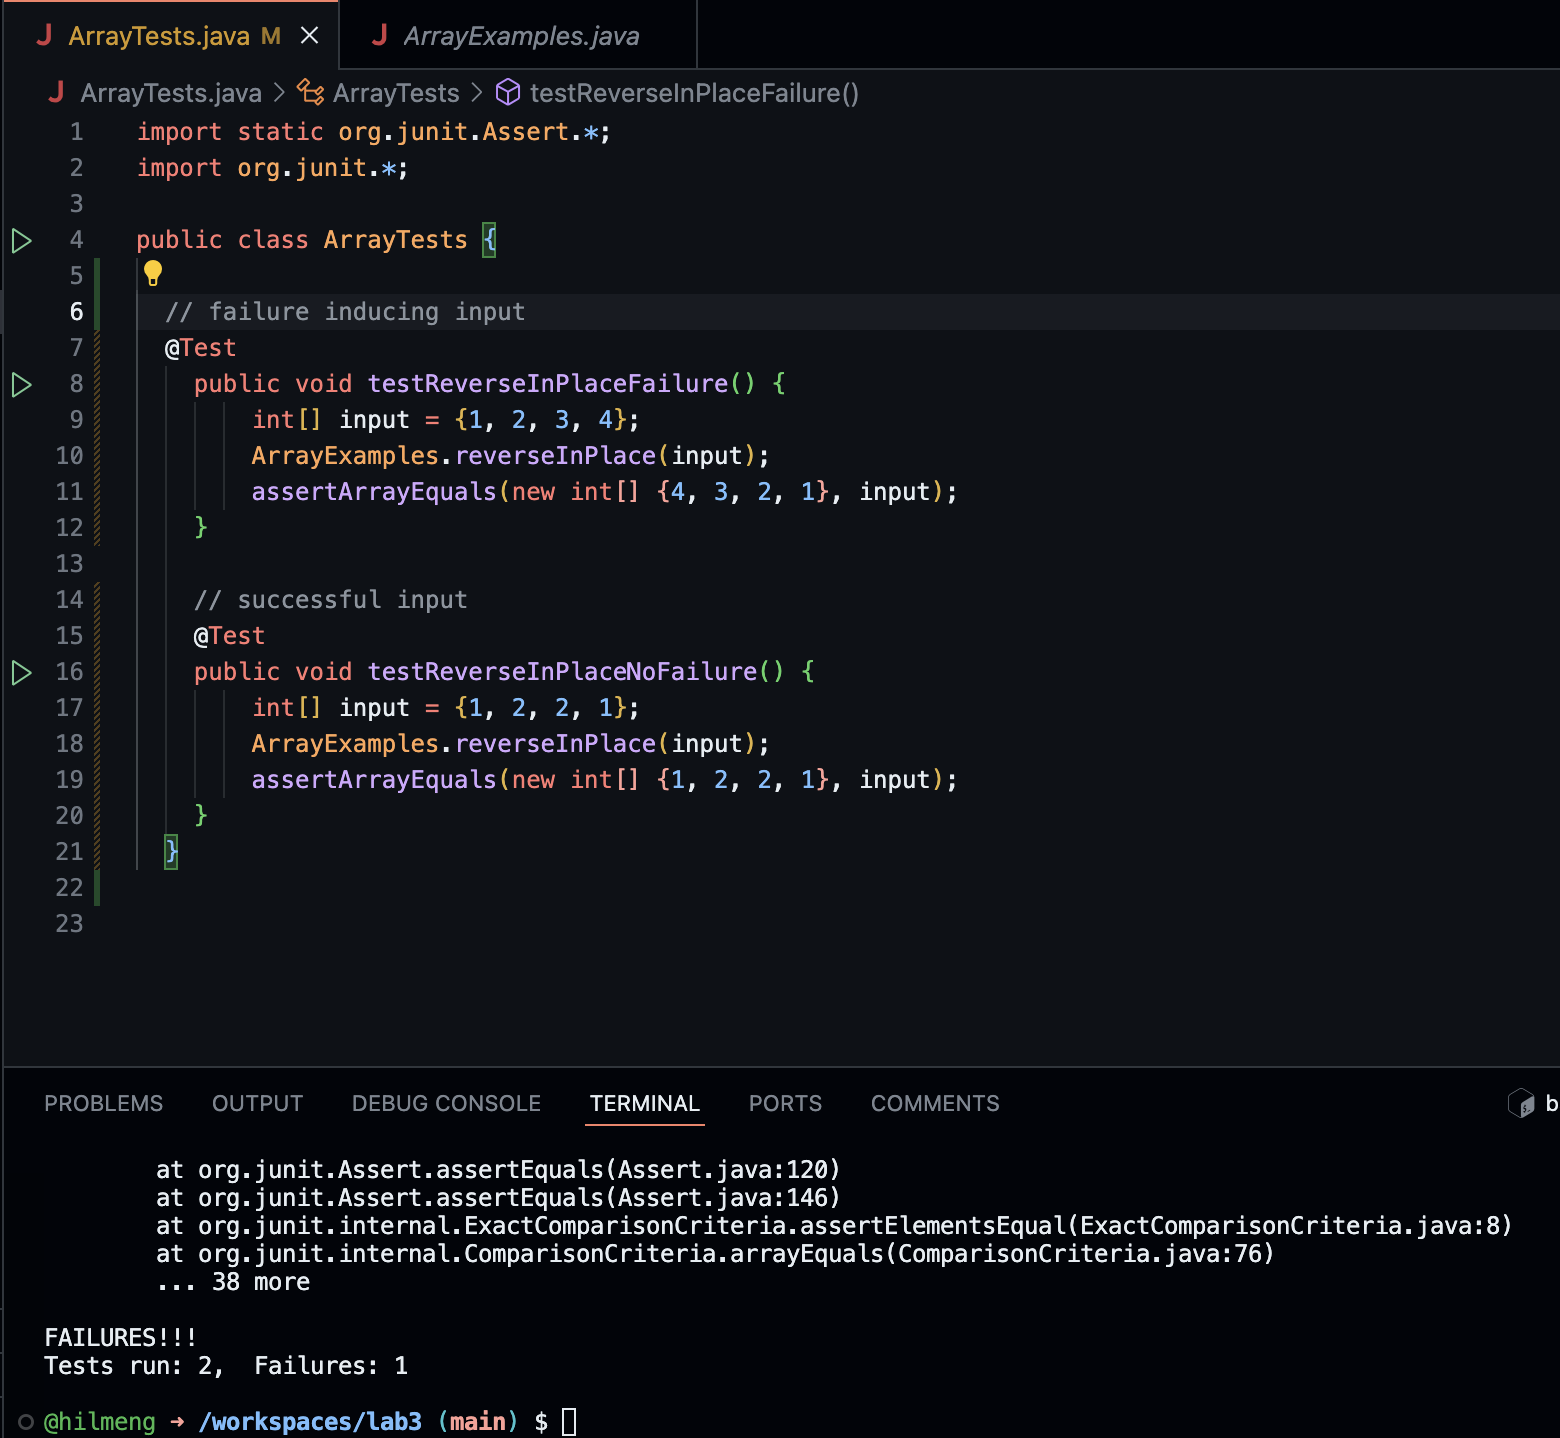 J ArrayTests.java M × J ArrayExamples.java
J ArrayTests.java > ArrayTests > testReverseInPlaceFailure()
1 import static org.junit.Assert.*;
2 import org.junit.*;
3
4 public class ArrayTests {
5
6 // failure inducing input
7 @Test
8 public void testReverseInPlaceFailure() {
9 int[] input = {1, 2, 3, 4};
10 ArrayExamples.reverseInPlace(input);
11 assertArrayEquals(new int[] {4, 3, 2, 1}, input);
12 }
13
14 // successful input
15 @Test
16 public void testReverseInPlaceNoFailure() {
17 int[] input = {1, 2, 2, 1};
18 ArrayExamples.reverseInPlace(input);
19 assertArrayEquals(new int[] {1, 2, 2, 1}, input);
20 }
21 }
22
23
PROBLEMS OUTPUT DEBUG CONSOLE TERMINAL PORTS COMMENTS b
at org.junit.Assert.assertEquals(Assert.java:120)
at org.junit.Assert.assertEquals(Assert.java:146)
at org.junit.internal.ExactComparisonCriteria.assertElementsEqual(ExactComparisonCriteria.java:8)
at org.junit.internal.ComparisonCriteria.arrayEquals(ComparisonCriteria.java:76)
... 38 more
FAILURES!!!
Tests run: 2,  Failures: 1
@hilmeng ➜ /workspaces/lab3 (main) $